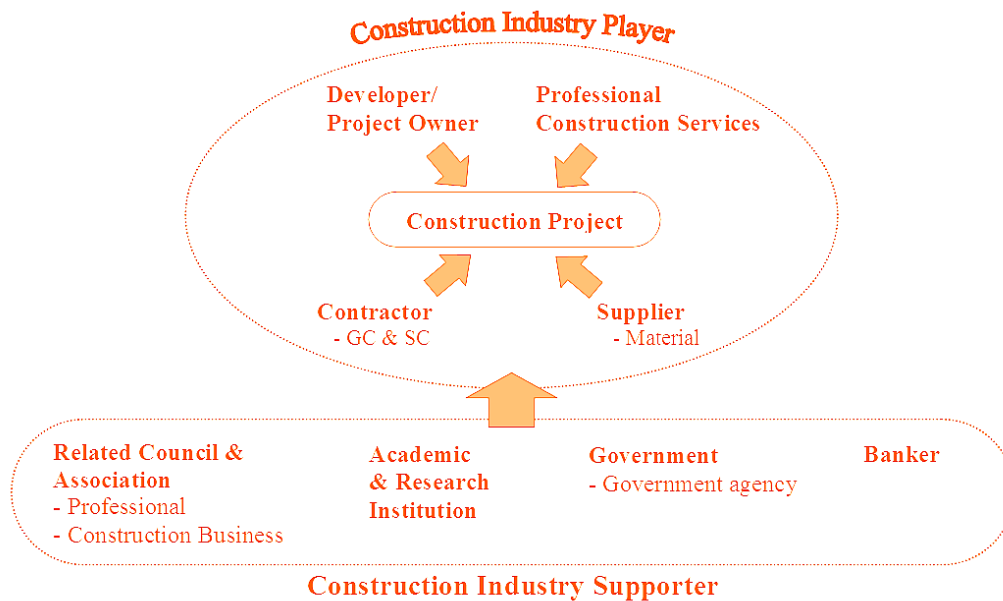 Construction Industry Player
Developer/
Project Owner
Professional
Construction Services
Construction Project
Contractor
- GC & SC
Supplier
- Material
Related Council &
Association
- Professional
- Construction Business
Academic
& Research
Institution
Government
- Government agency
Banker
Construction Industry Supporter